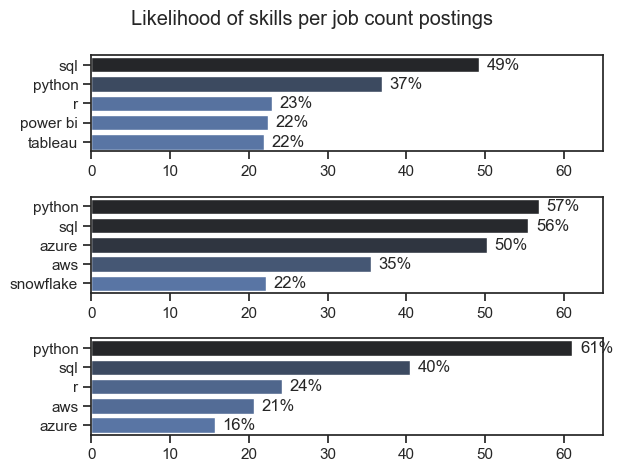 Likelihood of skills per job count postings
sql 49%
python 37%
r 23%
power bi 22%
tableau 22%
0 10 20 30 40 50 60
python 57%
sql 56%
azure 50%
aws 35%
snowflake 22%
0 10 20 30 40 50 60
python 61%
sql 40%
r 24%
aws 21%
azure 16%
0 10 20 30 40 50 60